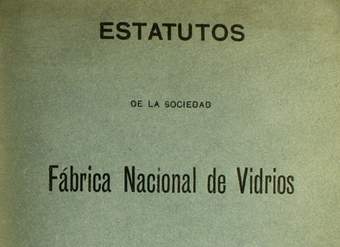 ESTATUTOS
DE LA SOCIEDAD
Fábrica Nacional de Vidrios